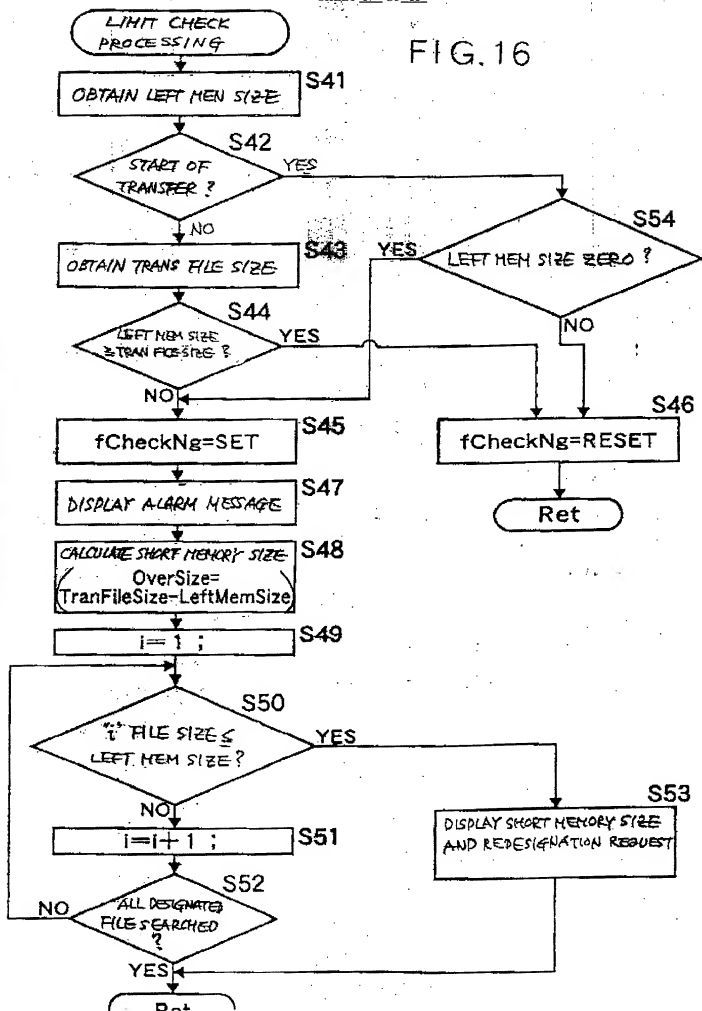 LIMIT CHECK
PROCESSING
FIG.16
OBTAIN LEFT MEN SIZE
S41
S42
START OF
TRANSFER ?
YES
NO
S54
LEFT MEM SIZE ZERO ?
YES
NO
OBTAIN TRANS FILE SIZE
S43
S44
LEFT MEM SIZE
≥TRAN FILE SIZE ?
YES
NO
fCheckNg=SET
S45
S46
fCheckNg=RESET
Ret
DISPLAY ALARM MESSAGE
S47
CALCULATE SHORT MEMORY SIZE
S48
(OverSize=
TranFileSize-LeftMemSize)
i= 1 ;
S49
S50
"i" FILE SIZE ≤
LEFT MEM SIZE?
YES
NO
S53
DISPLAY SHORT MEMORY SIZE
AND REDESIGNATION REQUEST
i=i+ 1 ;
S51
S52
ALL DESIGNATED
FILE SEARCHED
?
NO
YES
Ret